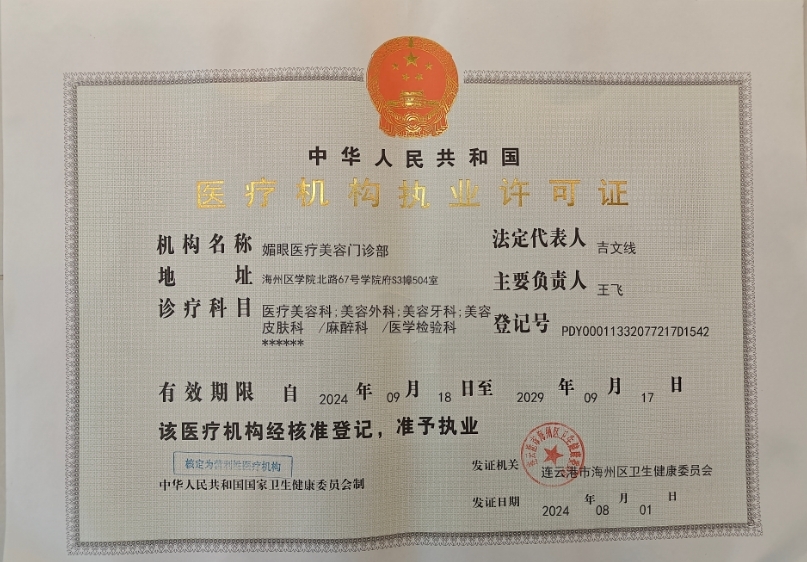 中华人民共和国
医疗机构执业许可证
机构名称 媚眼医疗美容门诊部
法定代表人 吉文线
地址 海州区学院北路67号学院府S3幢504室
主要负责人 王飞
诊疗科目 医疗美容科;美容外科;美容牙科;美容
皮肤科 /麻醉科 /医学检验科
******
登记号 PDY00011332077217D1542
有效期限 自 2024 年 09 月 18 日至 2029 年 09 月 17 日
该医疗机构经核准登记，准予执业
核定为营利性医疗机构
中华人民共和国国家卫生健康委员会制
发证机关 连云港市海州区卫生健康委员会
发证日期 2024 年 08 月 01 日